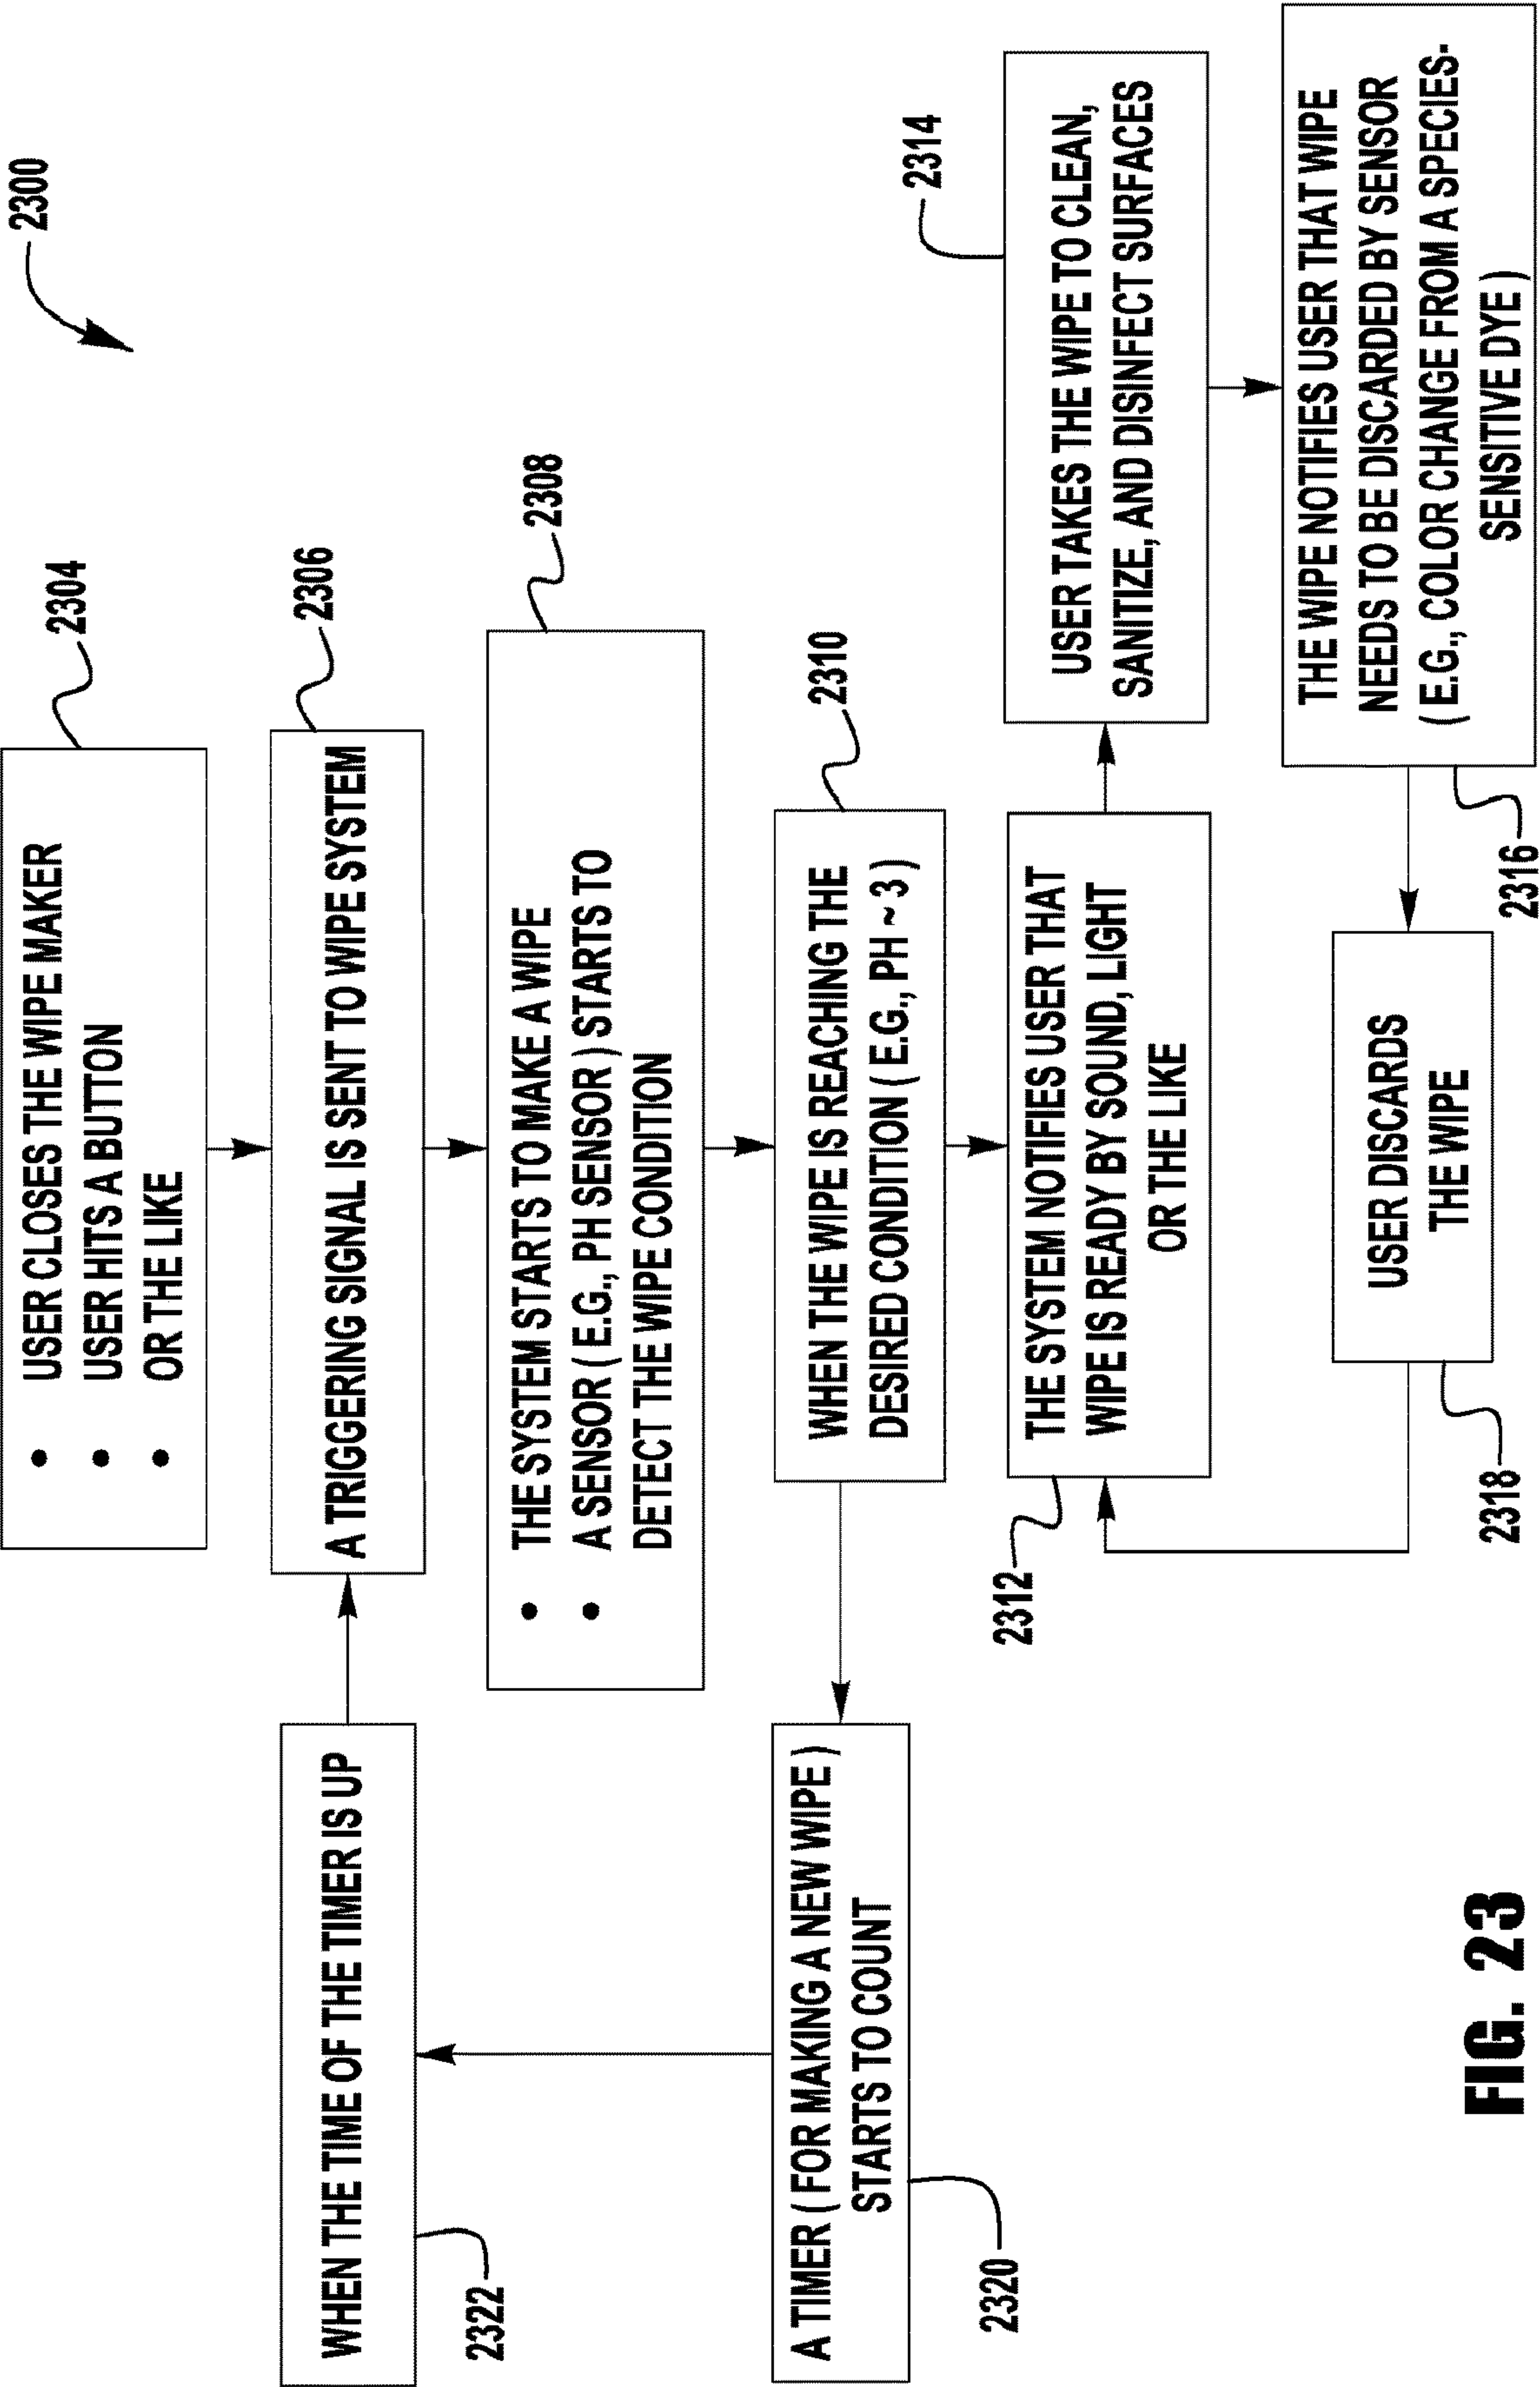 2300
• USER CLOSES THE WIPE MAKER
• USER HITS A BUTTON
• OR THE LIKE
2304
WHEN THE TIME OF THE TIMER IS UP
2322
A TRIGGERING SIGNAL IS SENT TO WIPE SYSTEM
2306
• THE SYSTEM STARTS TO MAKE A WIPE
• A SENSOR ( E.G., PH SENSOR ) STARTS TO
DETECT THE WIPE CONDITION
2308
A TIMER ( FOR MAKING A NEW WIPE )
STARTS TO COUNT
2320
WHEN THE WIPE IS REACHING THE
DESIRED CONDITION ( E.G., PH ~ 3 )
2310
THE SYSTEM NOTIFIES USER THAT
WIPE IS READY BY SOUND, LIGHT
OR THE LIKE
2312
USER TAKES THE WIPE TO CLEAN,
SANITIZE, AND DISINFECT SURFACES
2314
THE WIPE NOTIFIES USER THAT WIPE
NEEDS TO BE DISCARDED BY SENSOR
( E.G., COLOR CHANGE FROM A SPECIES-
SENSITIVE DYE )
2316
USER DISCARDS
THE WIPE
2318
FIG. 23